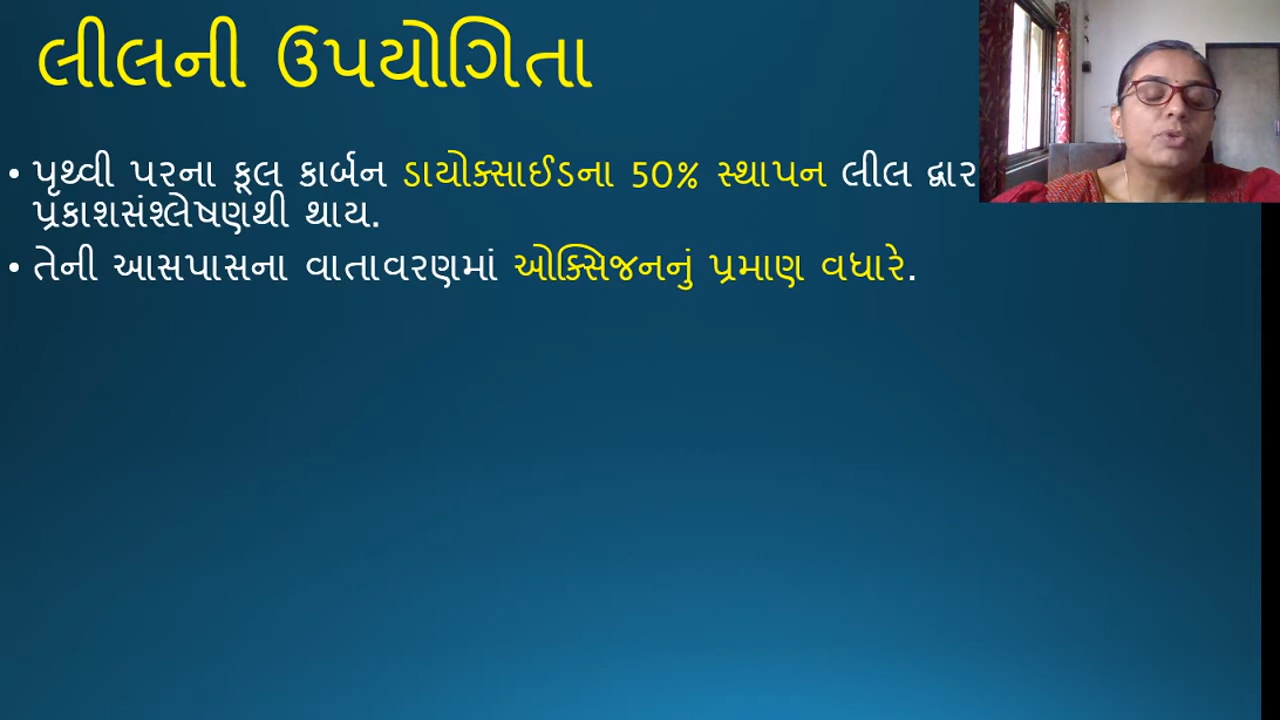 લીલની ઉપયોગિતા
• પૃથ્વી પરના કૂલ કાર્બન ડાયોક્સાઈડના 50% સ્થાપન લીલ
પ્રકાશસંશ્લેષણથી થાય.
• તેની આસપાસના વાતાવરણમાં ઓક્સિજનનું પ્રમાણ વધારે.